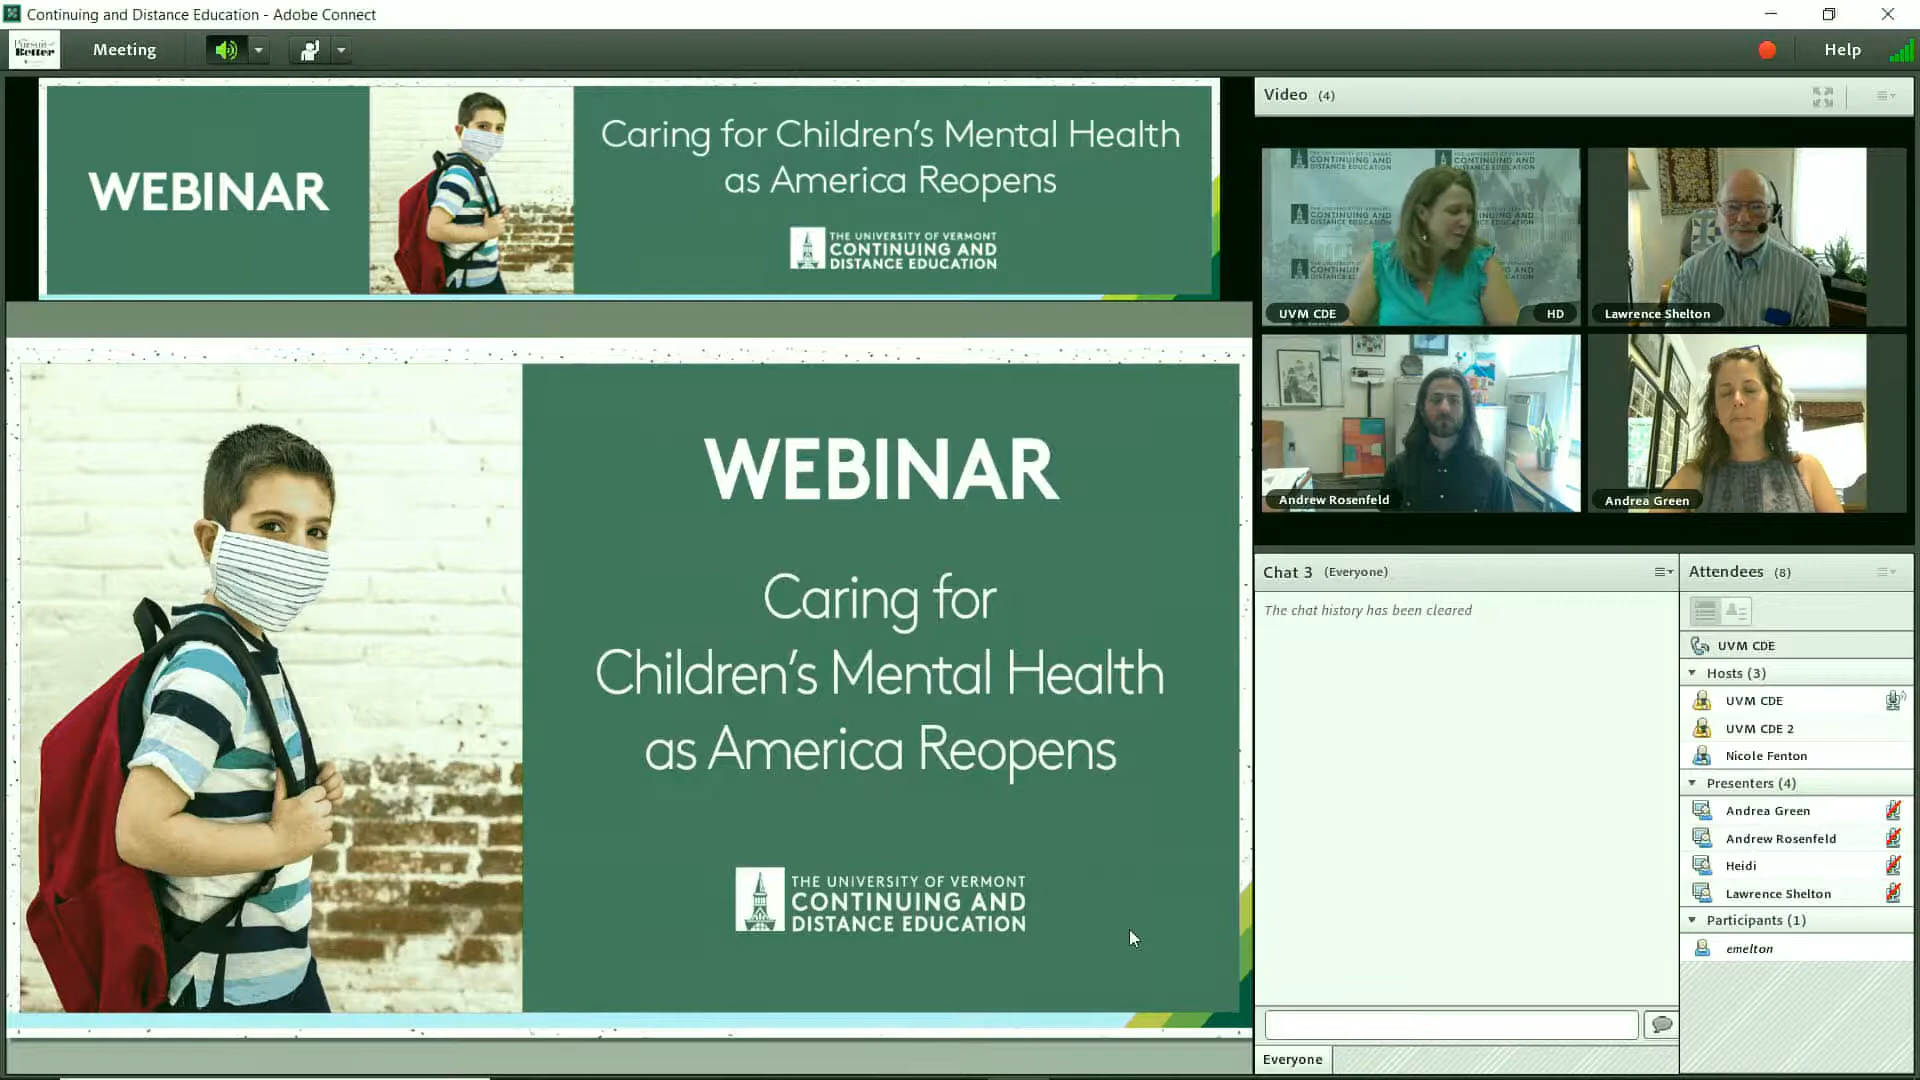 Continuing and Distance Education - Adobe Connect
Pursuit of
Better
Meeting
Help
WEBINAR
Caring for Children's Mental Health
as America Reopens
THE UNIVERSITY OF VERMONT
CONTINUING AND
DISTANCE EDUCATION
Video (4)
UVM CDE
HD
Lawrence Shelton
Andrew Rosenfeld
Andrea Green
WEBINAR
Caring for
Children's Mental Health
as America Reopens
THE UNIVERSITY OF VERMONT
CONTINUING AND
DISTANCE EDUCATION
Chat 3 (Everyone)
The chat history has been cleared
Everyone
Attendees (8)
UVM CDE
Hosts (3)
UVM CDE
UVM CDE 2
Nicole Fenton
Presenters (4)
Andrea Green
Andrew Rosenfeld
Heidi
Lawrence Shelton
Participants (1)
emelton